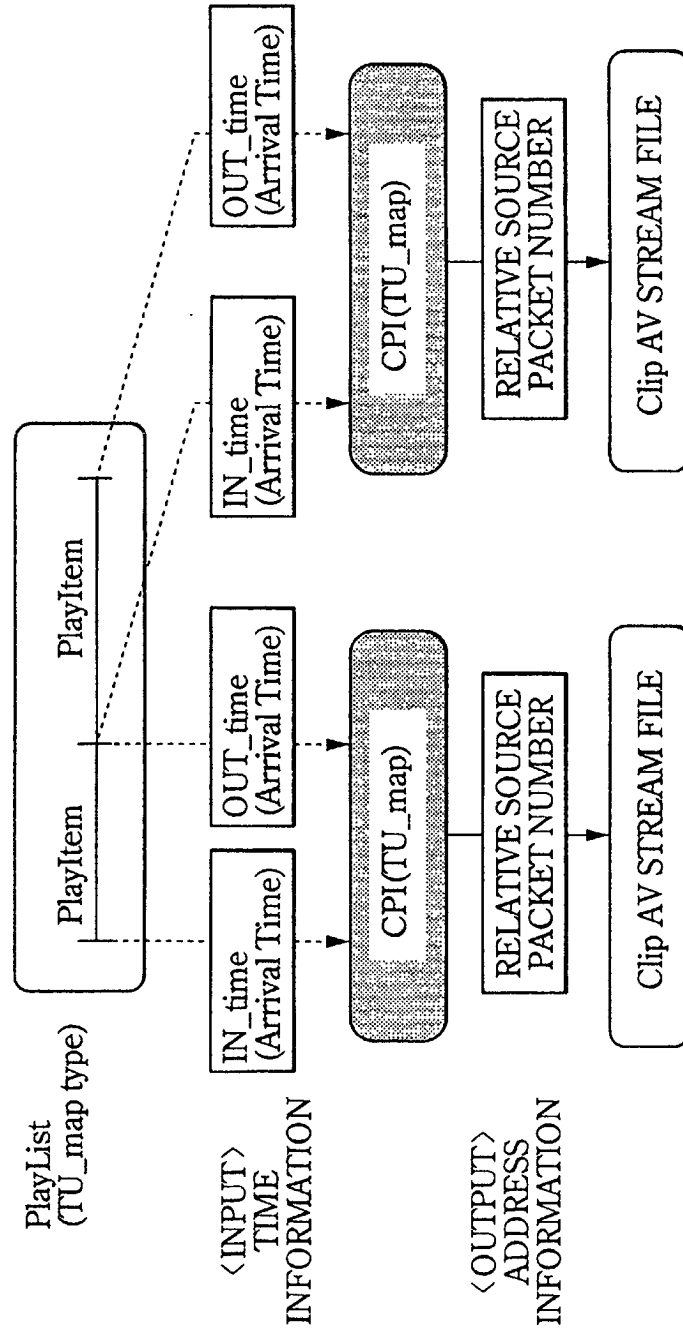 PlayList
(TU_map type)
PlayItem
PlayItem
<INPUT>
TIME
INFORMATION
IN_time
(Arrival Time)
OUT_time
(Arrival Time)
IN_time
(Arrival Time)
OUT_time
(Arrival Time)
CPI(TU_map)
CPI(TU_map)
<OUTPUT>
ADDRESS
INFORMATION
RELATIVE SOURCE
PACKET NUMBER
RELATIVE SOURCE
PACKET NUMBER
Clip AV STREAM FILE
Clip AV STREAM FILE